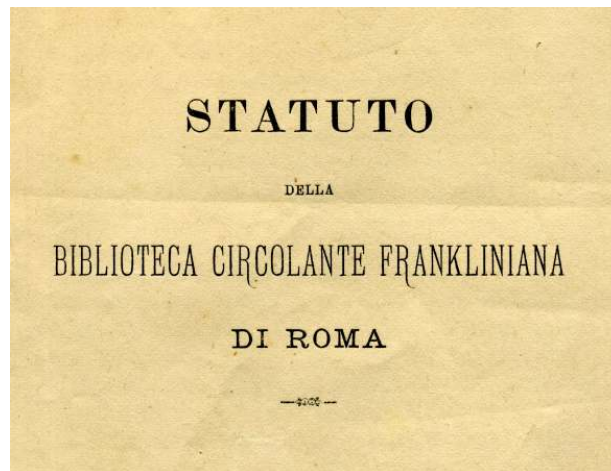 STATUTO
DELLA
BIBLIOTECA CIRCOLANTE FRANKLINIANA
DI ROMA